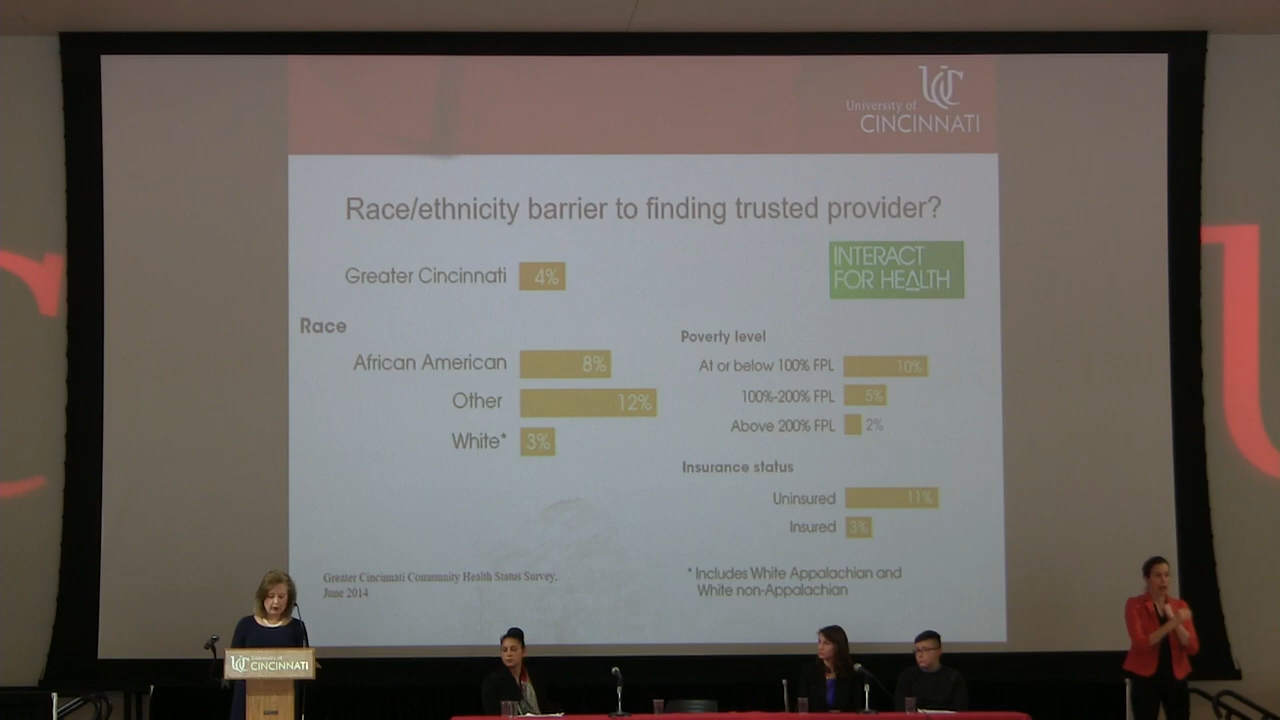 University of
CINCINNATI
Race/ethnicity barrier to finding trusted provider?
Greater Cincinnati 4%
INTERACT
FOR HEALTH
Race
African American 8%
Other 12%
White* 3%
Poverty level
At or below 100% FPL 10%
100%-200% FPL 5%
Above 200% FPL 2%
Insurance status
Uninsured 11%
Insured 3%
* Includes White Appalachian and
White non-Appalachian
Greater Cincinnati Community Health Status Survey,
June 2014
University of
CINCINNATI